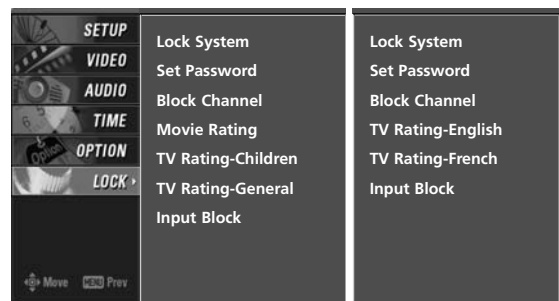 SETUP
VIDEO
AUDIO
TIME
OPTION
LOCK
Move MENU Prev
Lock System
Set Password
Block Channel
Movie Rating
TV Rating-Children
TV Rating-General
Input Block
Lock System
Set Password
Block Channel
TV Rating-English
TV Rating-French
Input Block